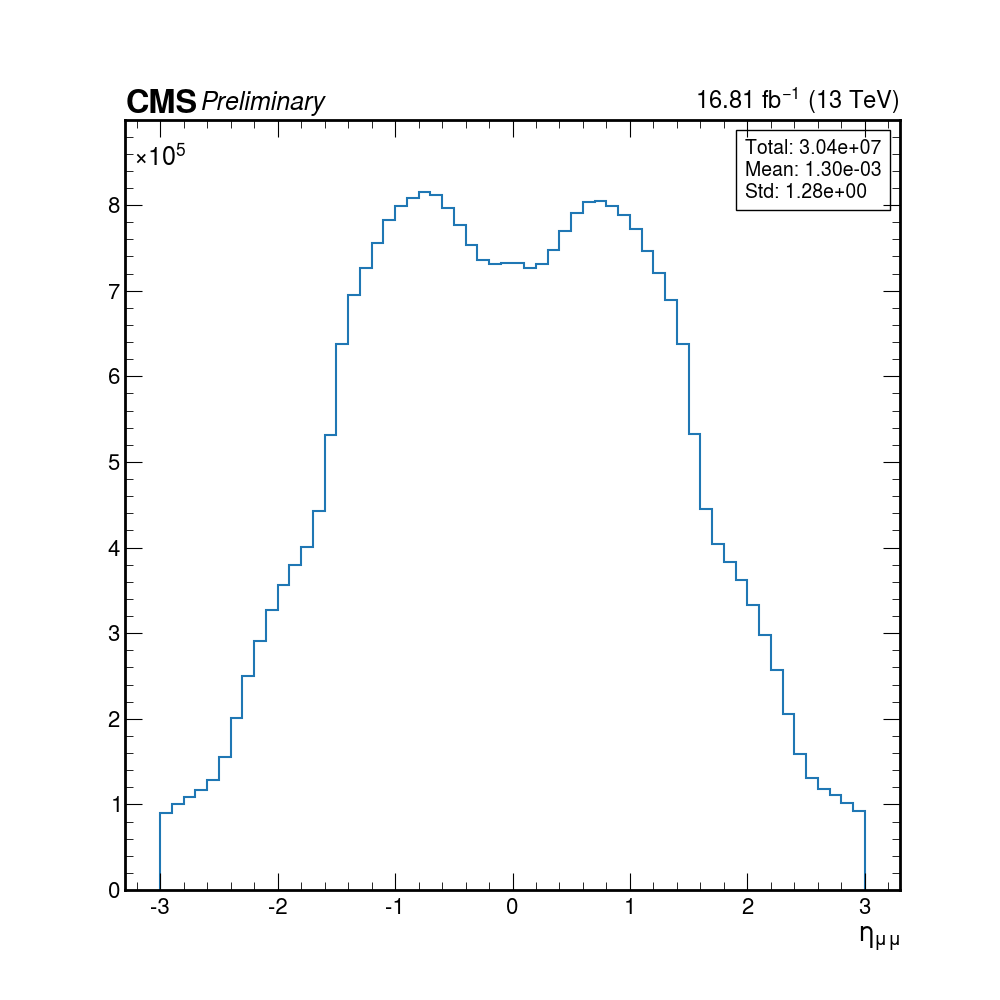 CMS Preliminary 16.81 fb⁻¹ (13 TeV)
×10⁵
Total: 3.04e+07
Mean: 1.30e-03
Std: 1.28e+00
8
7
6
5
4
3
2
1
0
-3 -2 -1 0 1 2 3
η_μμ